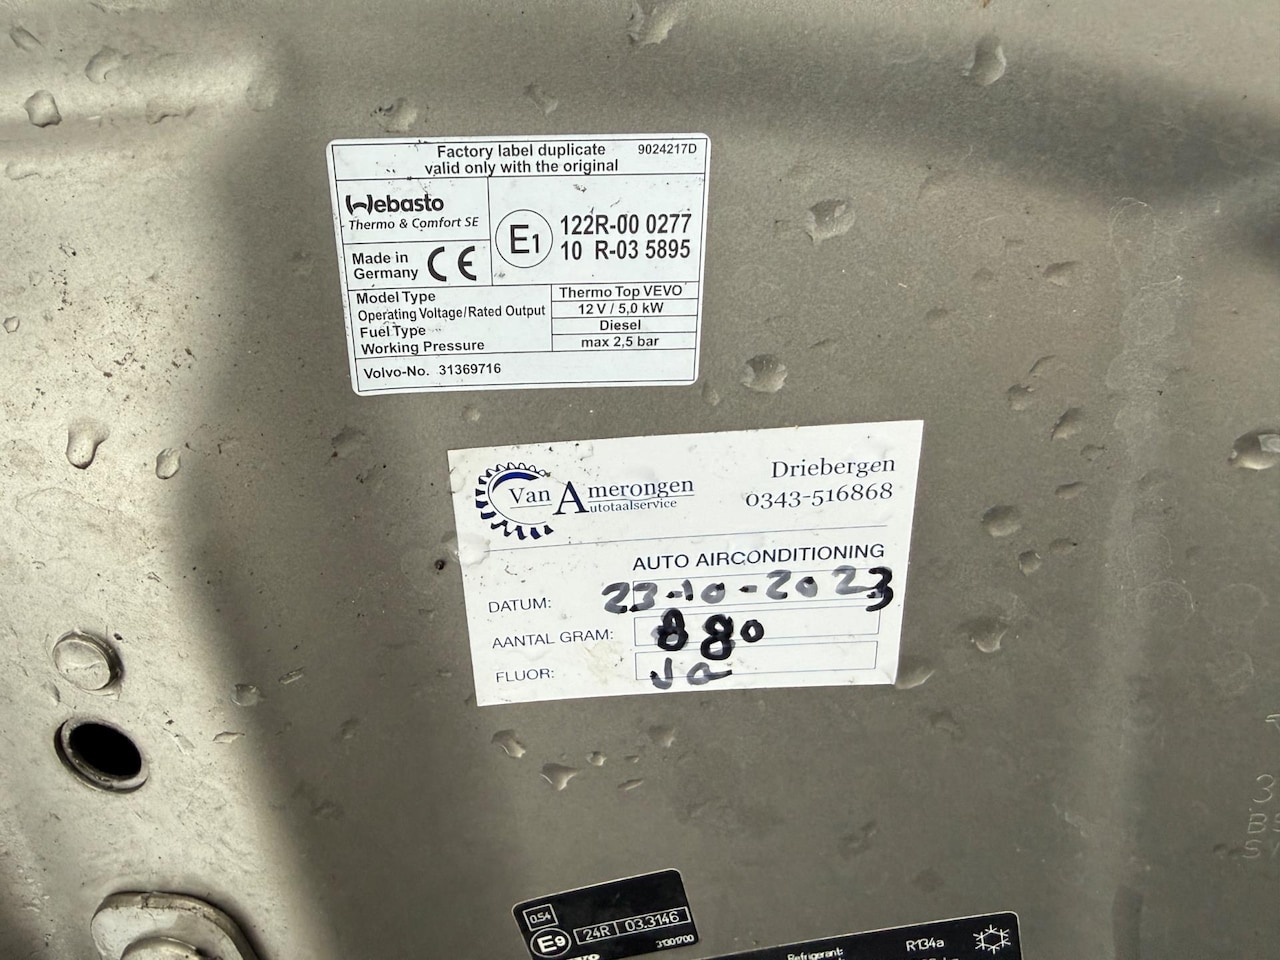 Factory label duplicate 9024217D
valid only with the original
Webasto
Thermo & Comfort SE
Made in
Germany CE
E1
122R-00 0277
10 R-03 5895
Model Type Thermo Top VEVO
Operating Voltage/Rated Output 12 V / 5,0 kW
Fuel Type Diesel
Working Pressure max 2,5 bar
Volvo-No. 31369716
Van Amerongen
Autotaalservice
Driebergen
0343-516868
AUTO AIRCONDITIONING
DATUM: 23-10-2023
AANTAL GRAM: 880
FLUOR: Ja
0.54
E9 24R 03.3146
31301700
Refrigerant: R134a